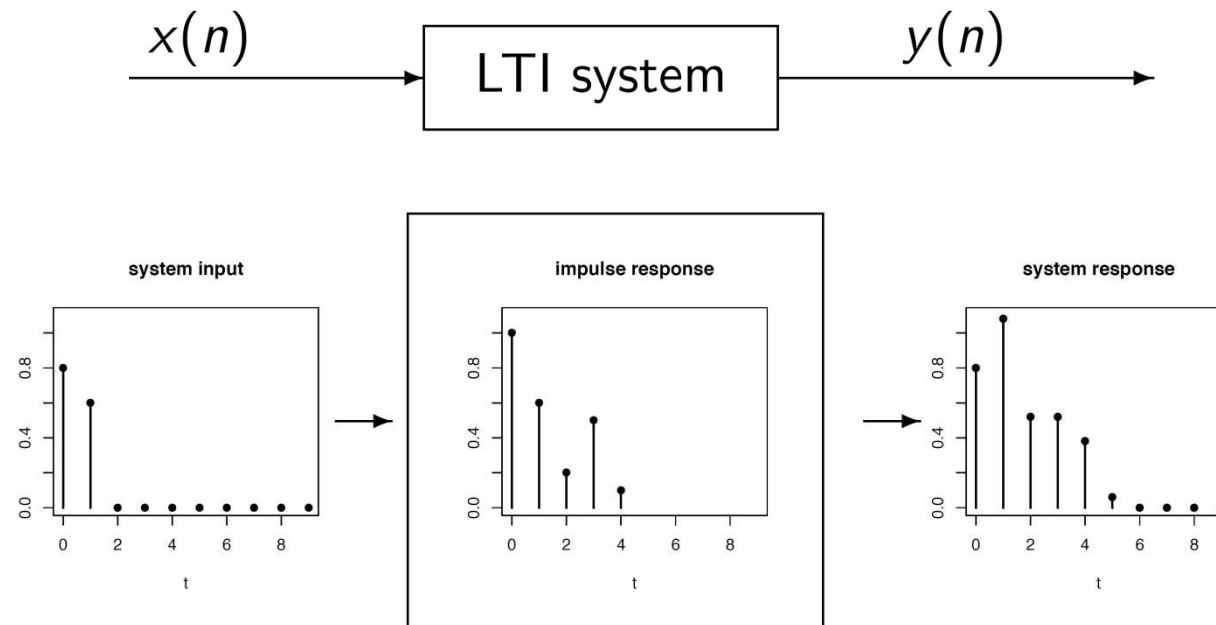 x(n)
LTI system
y(n)
system input
0.0 0.4 0.8
0 2 4 6 8
t
impulse response
0.0 0.4 0.8
0 2 4 6 8
t
system response
0.0 0.4 0.8
0 2 4 6 8
t